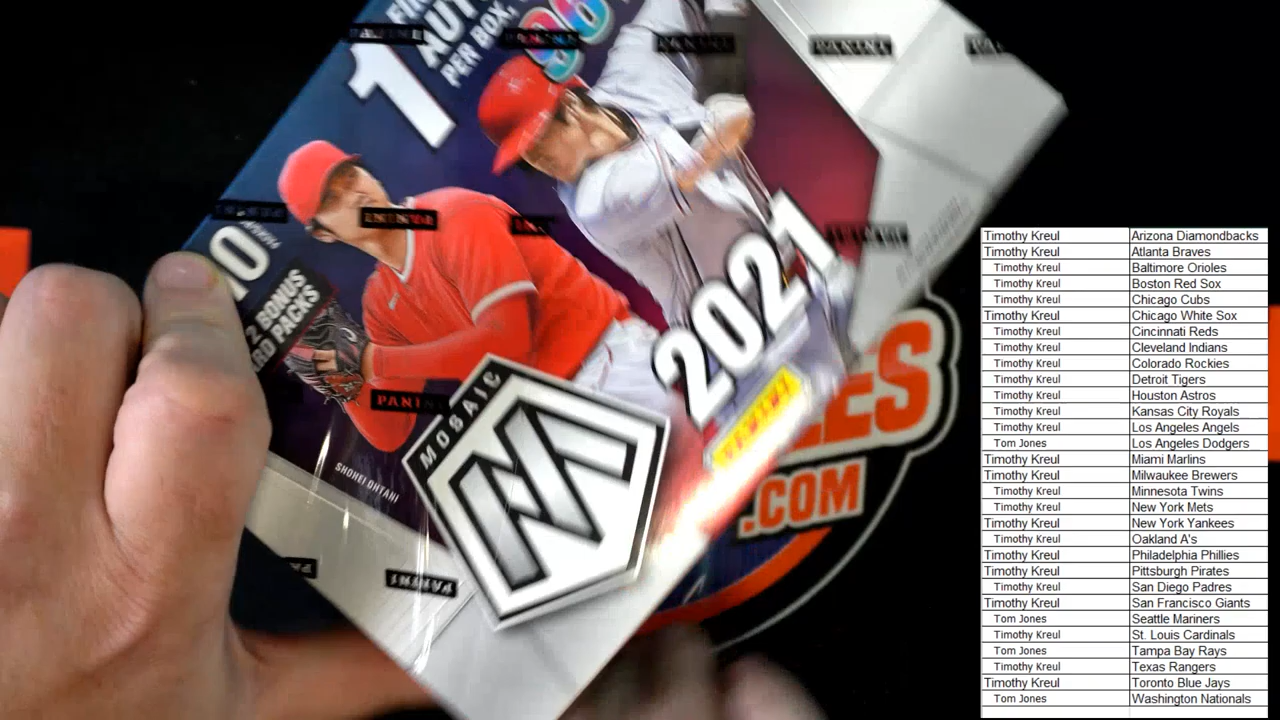 1
AUT
PER BOX,
0
2 BONUS
PACKS
SHOHEI OHTANI
MOSAIC
2021
PANINI
PANINI
PANINI
PANINI
PANINI
PANINI
PANINI
.COM
Timothy Kreul Arizona Diamondbacks
Timothy Kreul Atlanta Braves
Timothy Kreul Baltimore Orioles
Timothy Kreul Boston Red Sox
Timothy Kreul Chicago Cubs
Timothy Kreul Chicago White Sox
Timothy Kreul Cincinnati Reds
Timothy Kreul Cleveland Indians
Timothy Kreul Colorado Rockies
Timothy Kreul Detroit Tigers
Timothy Kreul Houston Astros
Timothy Kreul Kansas City Royals
Timothy Kreul Los Angeles Angels
Tom Jones Los Angeles Dodgers
Timothy Kreul Miami Marlins
Timothy Kreul Milwaukee Brewers
Timothy Kreul Minnesota Twins
Timothy Kreul New York Mets
Timothy Kreul New York Yankees
Timothy Kreul Oakland A's
Timothy Kreul Philadelphia Phillies
Timothy Kreul Pittsburgh Pirates
Timothy Kreul San Diego Padres
Timothy Kreul San Francisco Giants
Tom Jones Seattle Mariners
Timothy Kreul St. Louis Cardinals
Tom Jones Tampa Bay Rays
Timothy Kreul Texas Rangers
Timothy Kreul Toronto Blue Jays
Tom Jones Washington Nationals